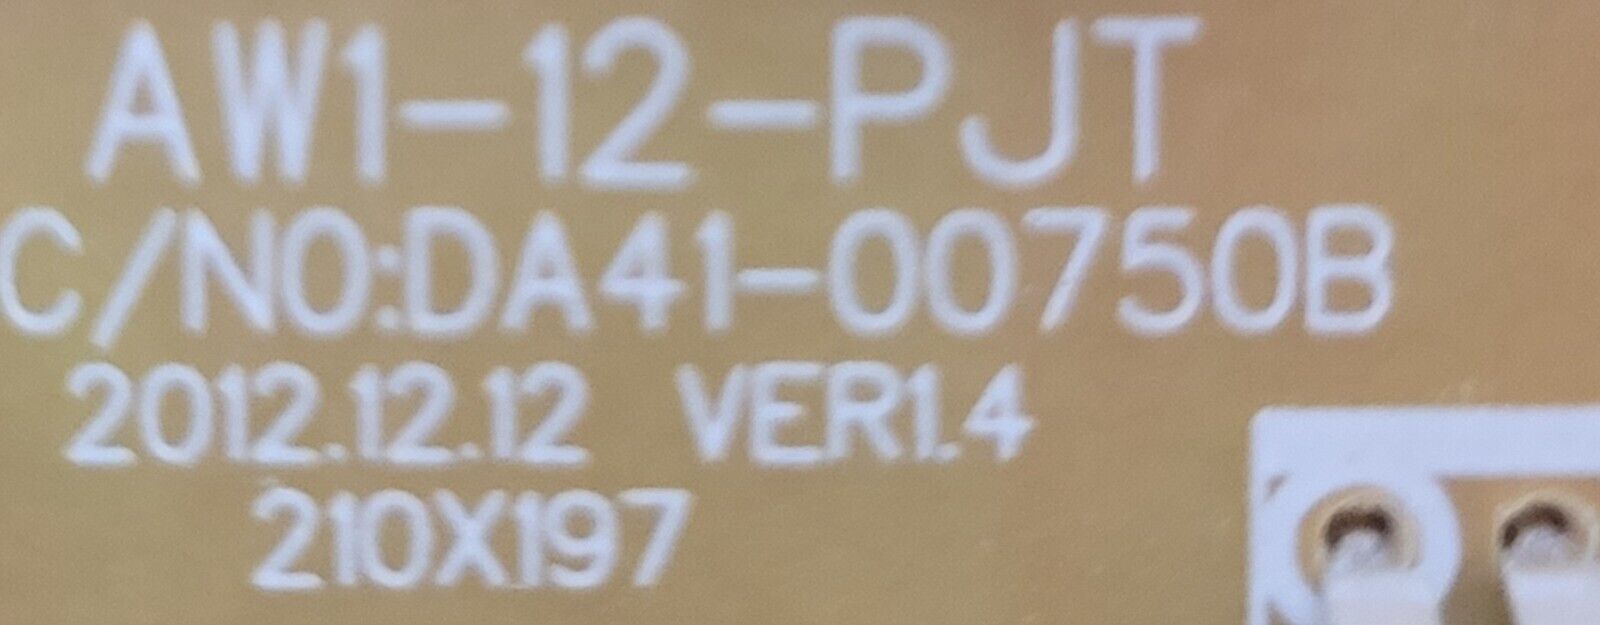 AW1-12-PJT
C/NO:DA41-00750B
2012.12.12 VER1.4
210X197